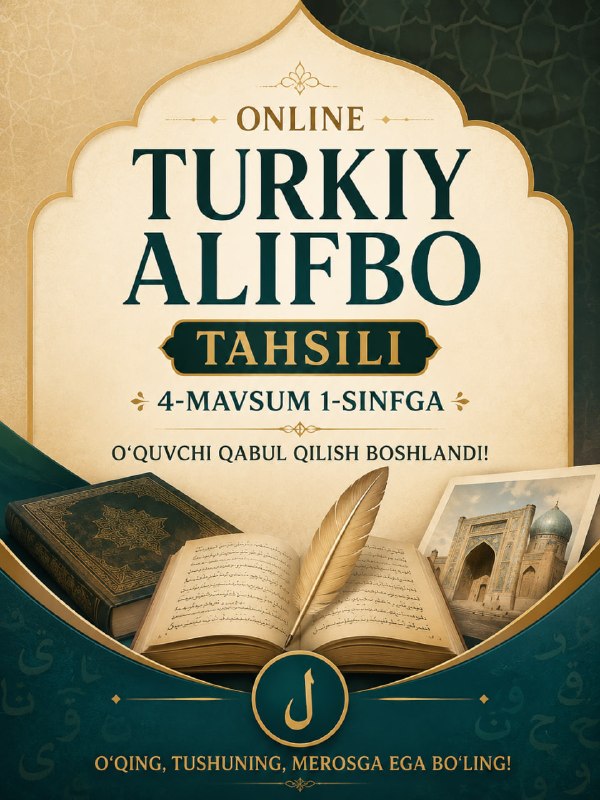 ONLINE
TURKIY
ALIFBO
TAHSILI
4-MAVSUM 1-SINFGA
O‘QUVCHI QABUL QILISH BOSHLANDI!
ل
O‘QING, TUSHUNING, MEROSGA EGA BO‘LING!